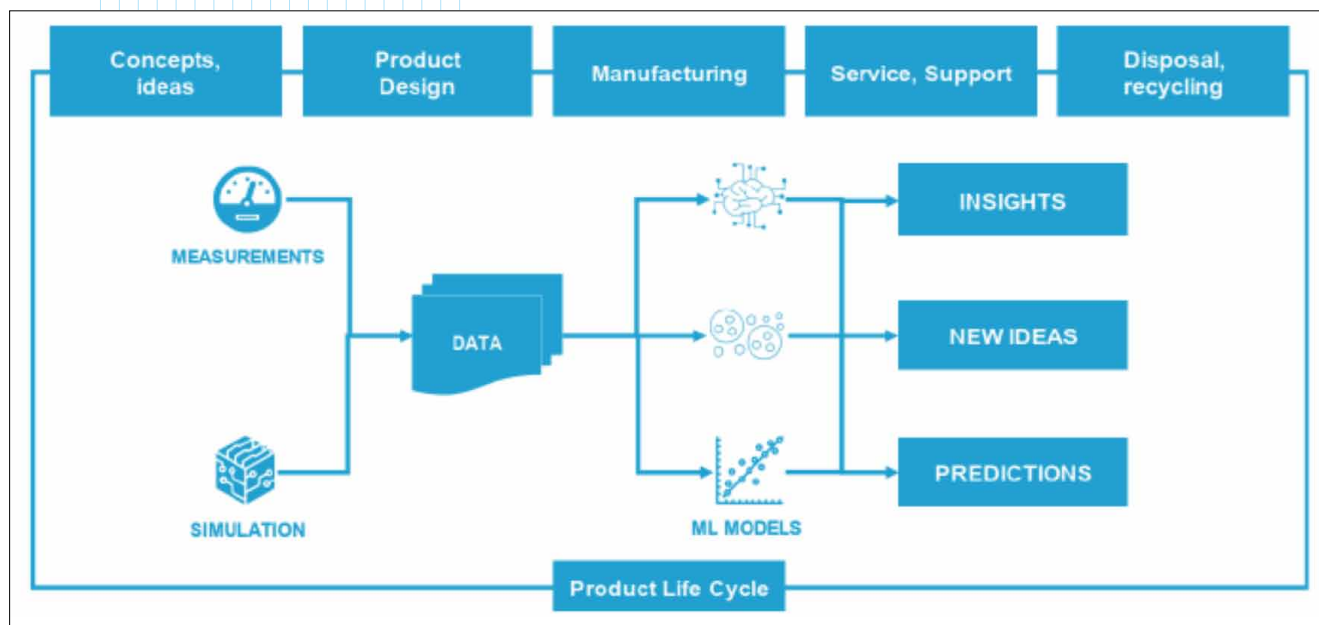 Concepts,
ideas
Product
Design
Manufacturing
Service, Support
Disposal,
recycling
MEASUREMENTS
SIMULATION
DATA
ML MODELS
INSIGHTS
NEW IDEAS
PREDICTIONS
Product Life Cycle